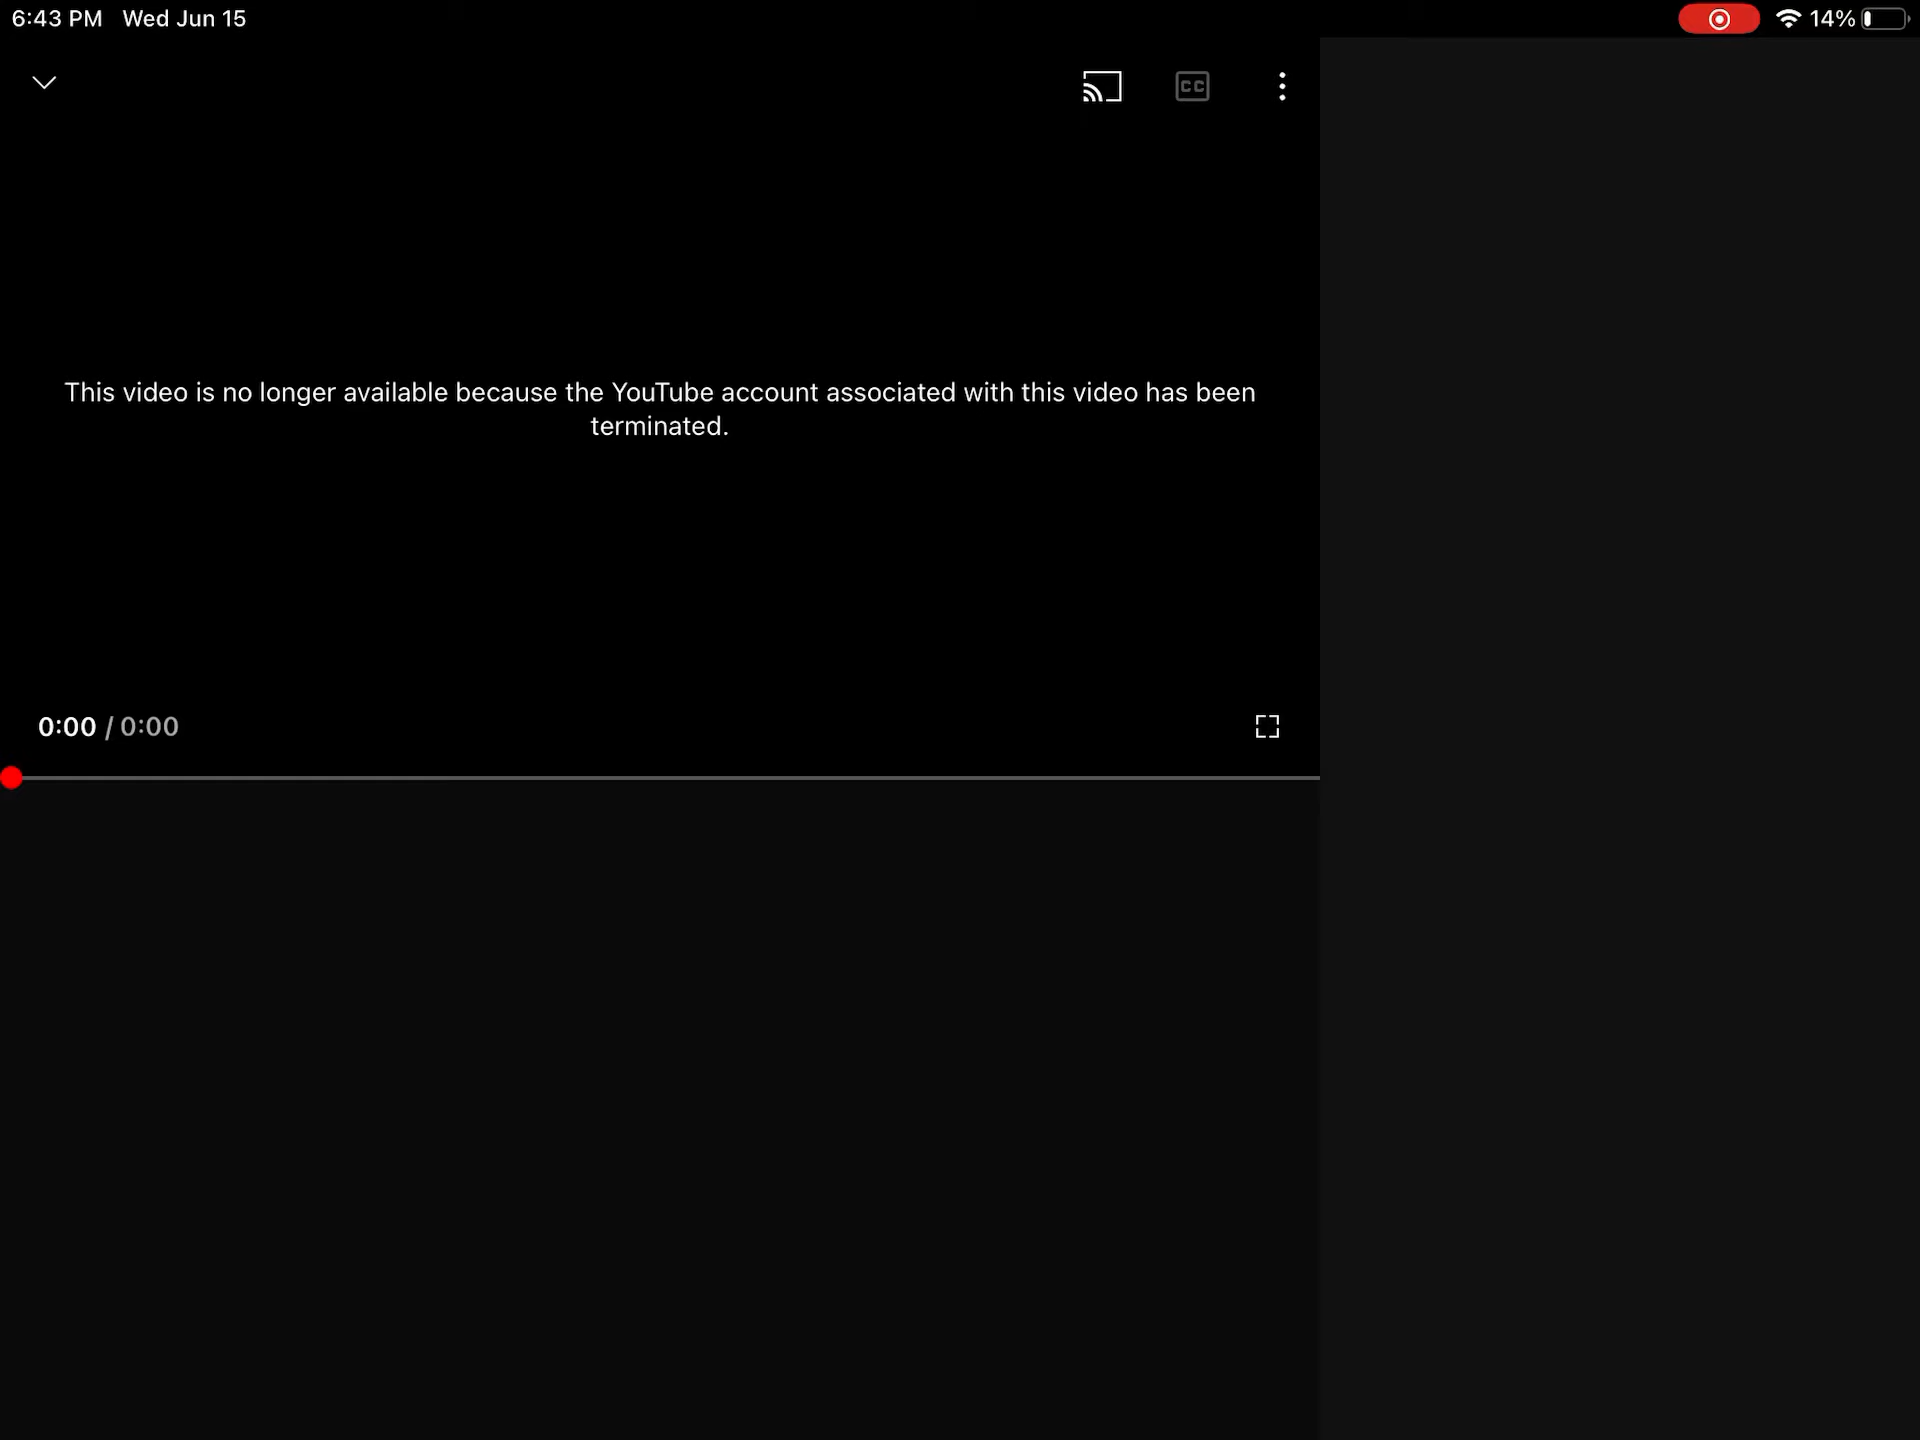 6:43 PM Wed Jun 15
14%
CC
This video is no longer available because the YouTube account associated with this video has been
terminated.
0:00 / 0:00